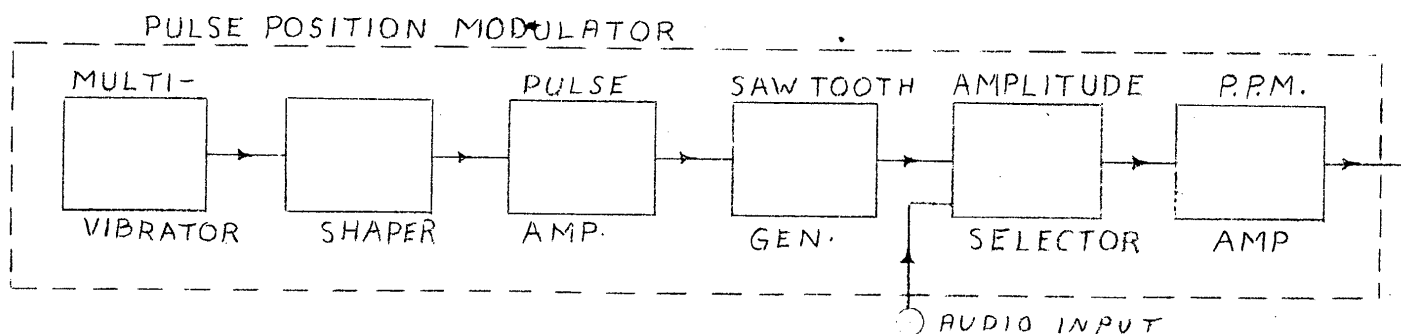 PULSE POSITION MODULATOR
MULTI-
VIBRATOR
SHAPER
PULSE
AMP.
SAW TOOTH
GEN.
AMPLITUDE
SELECTOR
P.P.M.
AMP
AUDIO INPUT